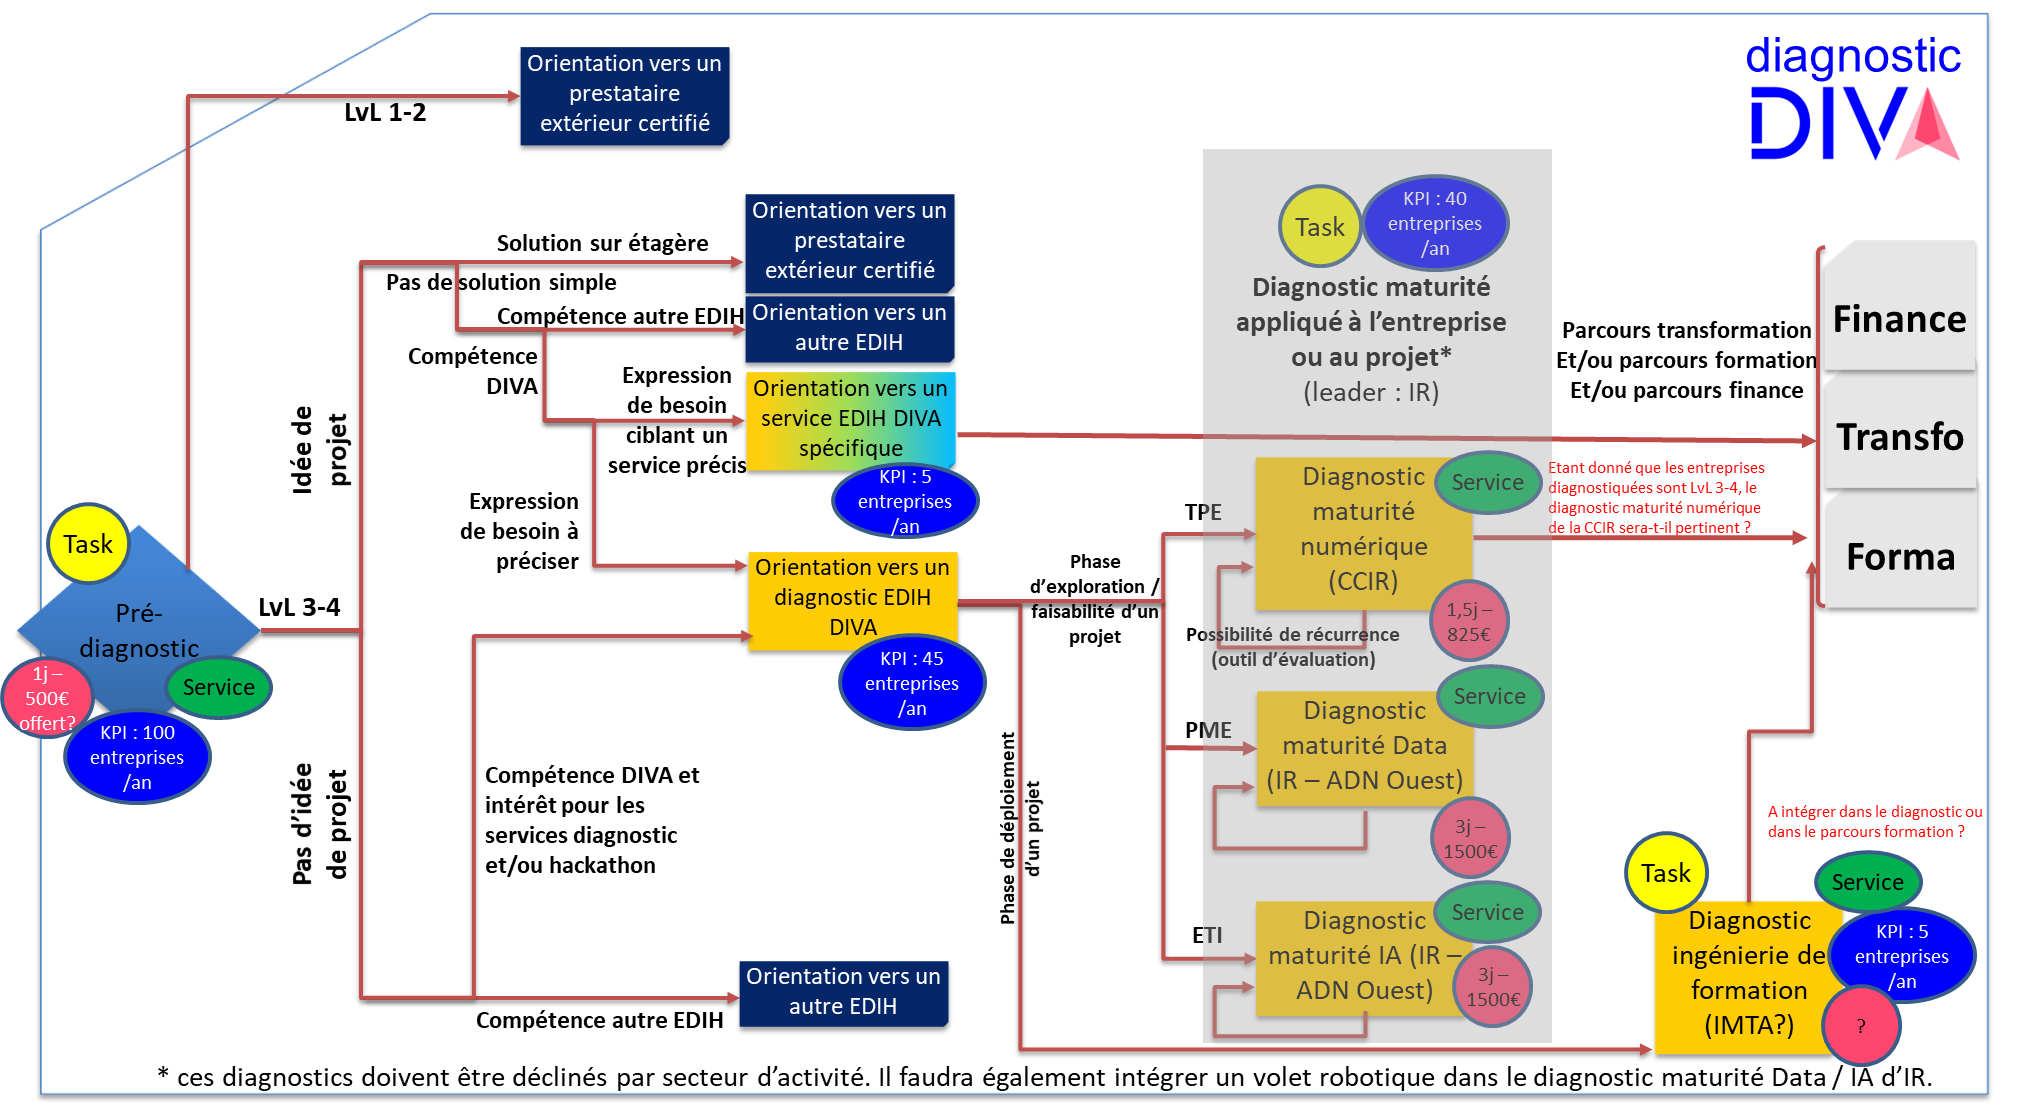 diagnostic
DIVA
Orientation vers un
prestataire
extérieur certifié
LvL 1-2
Orientation vers un
prestataire
extérieur certifié
Solution sur étagère
Pas de solution simple
Compétence autre EDIH
Orientation vers un
autre EDIH
Compétence
DIVA
Expression
de besoin
ciblant un
service précis
Orientation vers un
service EDIH DIVA
spécifique
KPI : 5
entreprises
/an
Idée de
projet
Expression
de besoin à
préciser
Task
Pré-
diagnostic
LvL 3-4
1j –
500€
offert?
Service
KPI : 100
entreprises
/an
Orientation vers un
diagnostic EDIH
DIVA
KPI : 45
entreprises
/an
Pas d’idée
de projet
Compétence DIVA et
intérêt pour les
services diagnostic
et/ou hackathon
Orientation vers un
autre EDIH
Compétence autre EDIH
Phase
d’exploration /
faisabilité d’un
projet
Phase de déploiement
d’un projet
Task
KPI : 40
entreprises
/an
Diagnostic maturité
appliqué à l’entreprise
ou au projet*
(leader : IR)
TPE
Diagnostic
maturité
numérique
(CCIR)
Service
1,5j –
825€
Possibilité de récurrence
(outil d’évaluation)
PME
Diagnostic
maturité Data
(IR – ADN Ouest)
Service
3j –
1500€
ETI
Diagnostic
maturité IA (IR –
ADN Ouest)
Service
3j –
1500€
Parcours transformation
Et/ou parcours formation
Et/ou parcours finance
Etant donné que les entreprises
diagnostiquées sont LvL 3-4, le
diagnostic maturité numérique
de la CCIR sera-t-il pertinent ?
Finance
Transfo
Forma
A intégrer dans le diagnostic ou
dans le parcours formation ?
Task
Service
Diagnostic
ingénierie de
formation
(IMTA?)
KPI : 5
entreprises
/an
?
* ces diagnostics doivent être déclinés par secteur d’activité. Il faudra également intégrer un volet robotique dans le diagnostic maturité Data / IA d’IR.